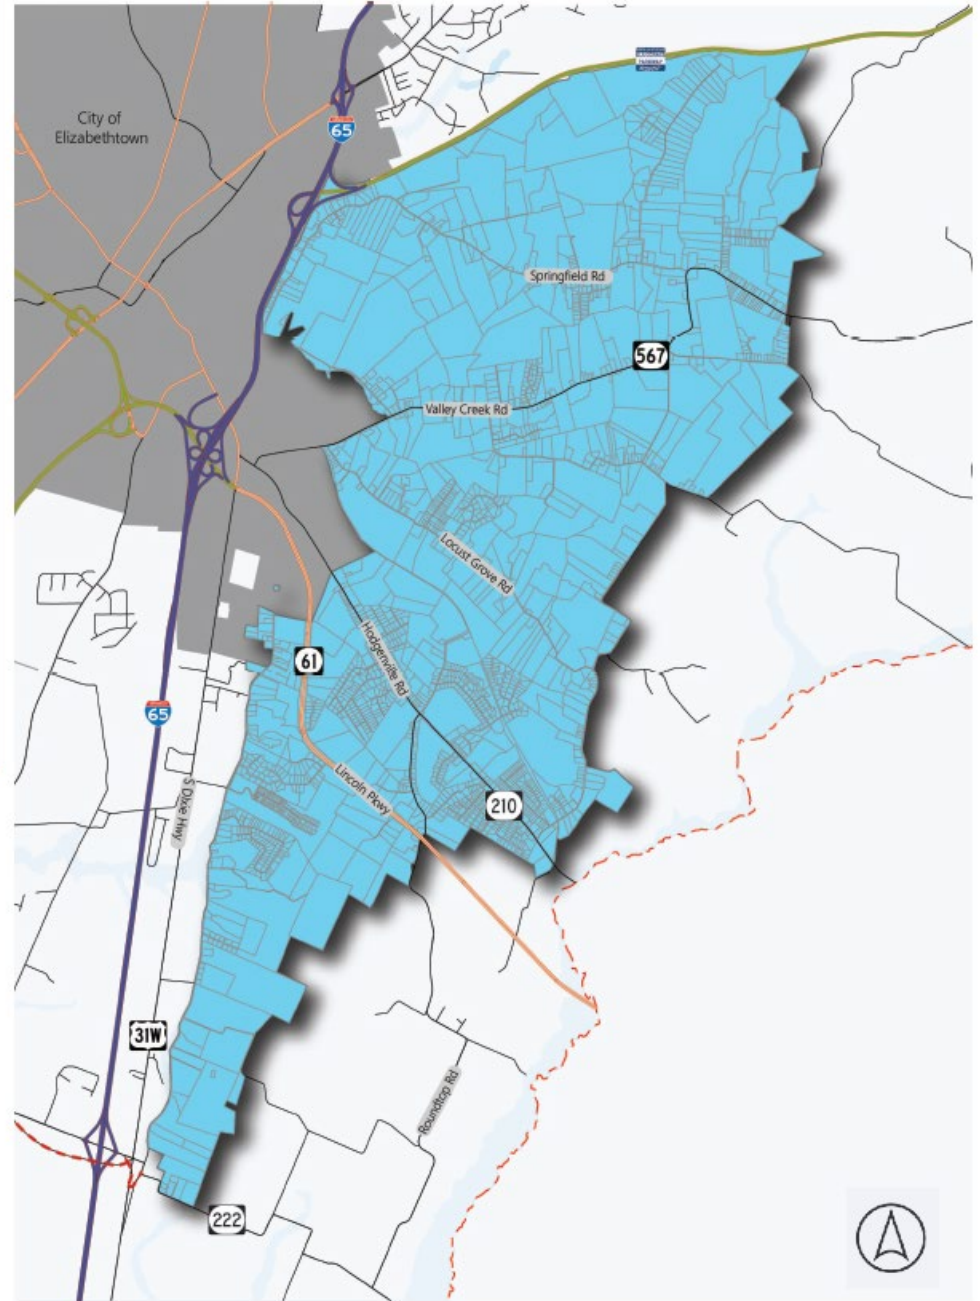 City of
Elizabethtown
65
Springfield Rd
567
Valley Creek Rd
Locust Grove Rd
61
Hodgenville Rd
65
Lincoln Pkwy
210
S Dixie Hwy
31W
Roundtop Rd
222